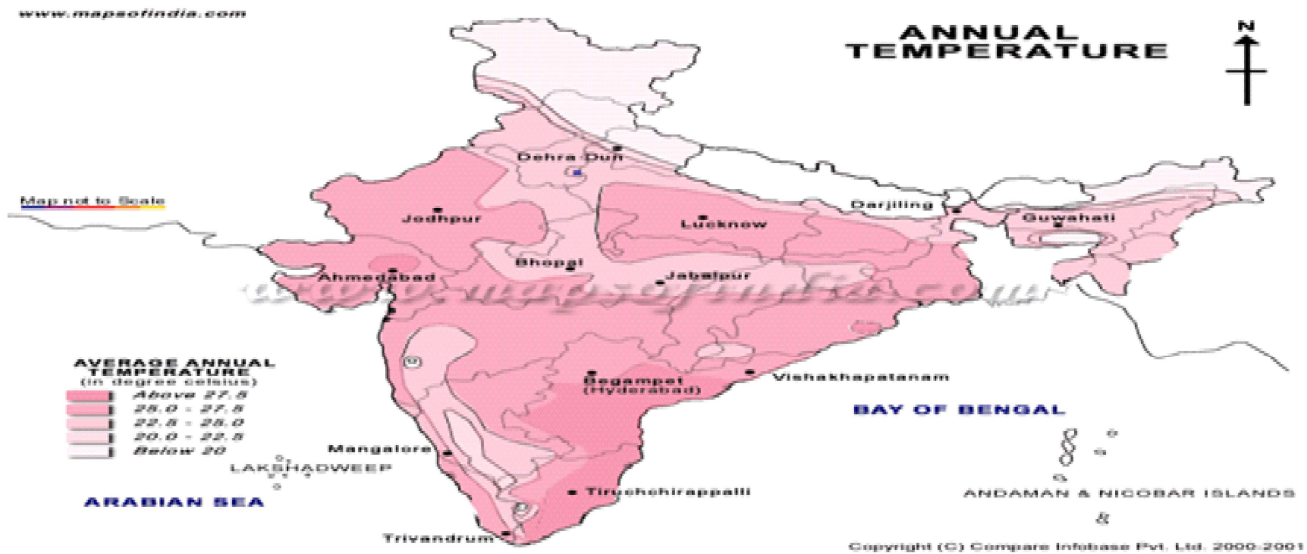 www.mapsofindia.com
ANNUAL
TEMPERATURE
N
Map not to Scale
Dehra Dun
Jodhpur
Lucknow
Darjiling
Guwahati
Ahmedabad
Bhopal
Jabalpur
www.mapsofindia.com
AVERAGE ANNUAL
TEMPERATURE
(in degree celsius)
Above 27.5
25.0 - 27.5
22.5 - 25.0
20.0 - 22.5
Below 20
Begampet
(Hyderabad)
Vishakhapatanam
BAY OF BENGAL
Mangalore
LAKSHADWEEP
ARABIAN SEA
Tiruchchirappalli
ANDAMAN & NICOBAR ISLANDS
Trivandrum
Copyright (C) Compare Infobase Pvt. Ltd. 2000-2001